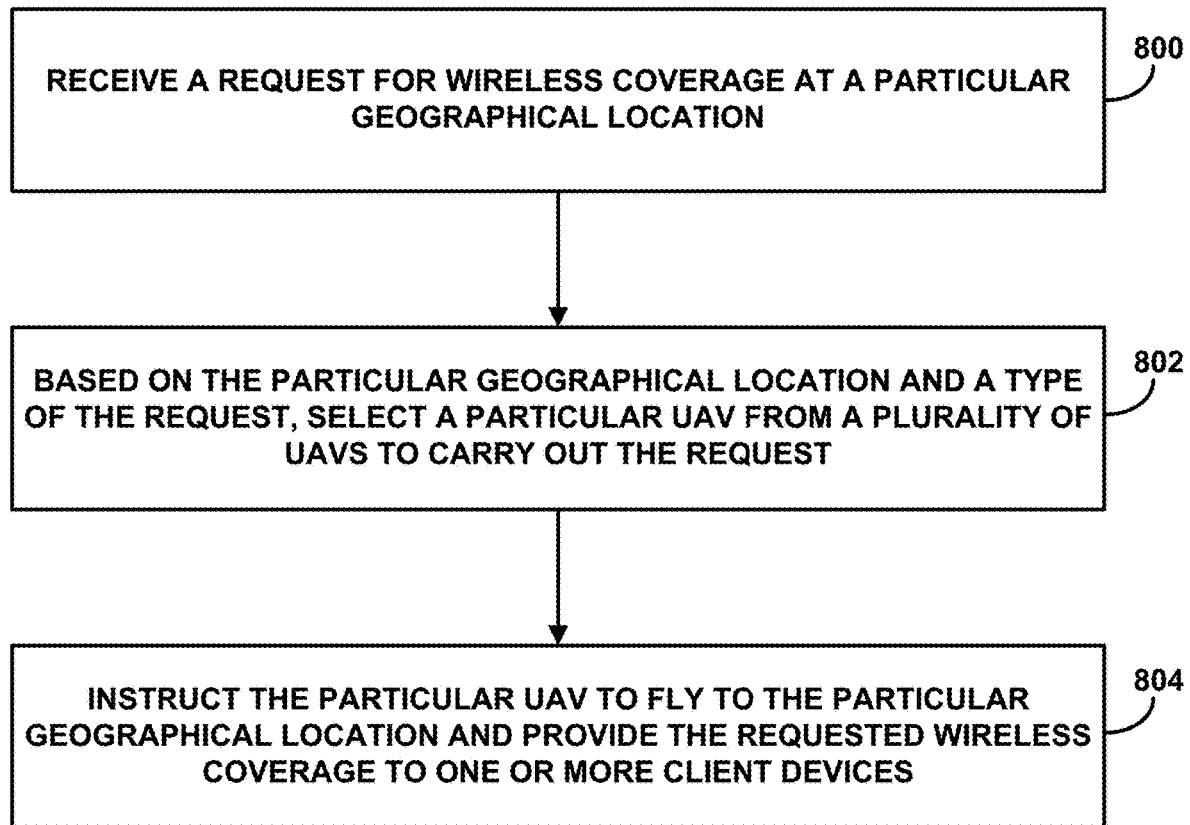 RECEIVE A REQUEST FOR WIRELESS COVERAGE AT A PARTICULAR
GEOGRAPHICAL LOCATION
800
BASED ON THE PARTICULAR GEOGRAPHICAL LOCATION AND A TYPE
OF THE REQUEST, SELECT A PARTICULAR UAV FROM A PLURALITY OF
UAVS TO CARRY OUT THE REQUEST
802
INSTRUCT THE PARTICULAR UAV TO FLY TO THE PARTICULAR
GEOGRAPHICAL LOCATION AND PROVIDE THE REQUESTED WIRELESS
COVERAGE TO ONE OR MORE CLIENT DEVICES
804